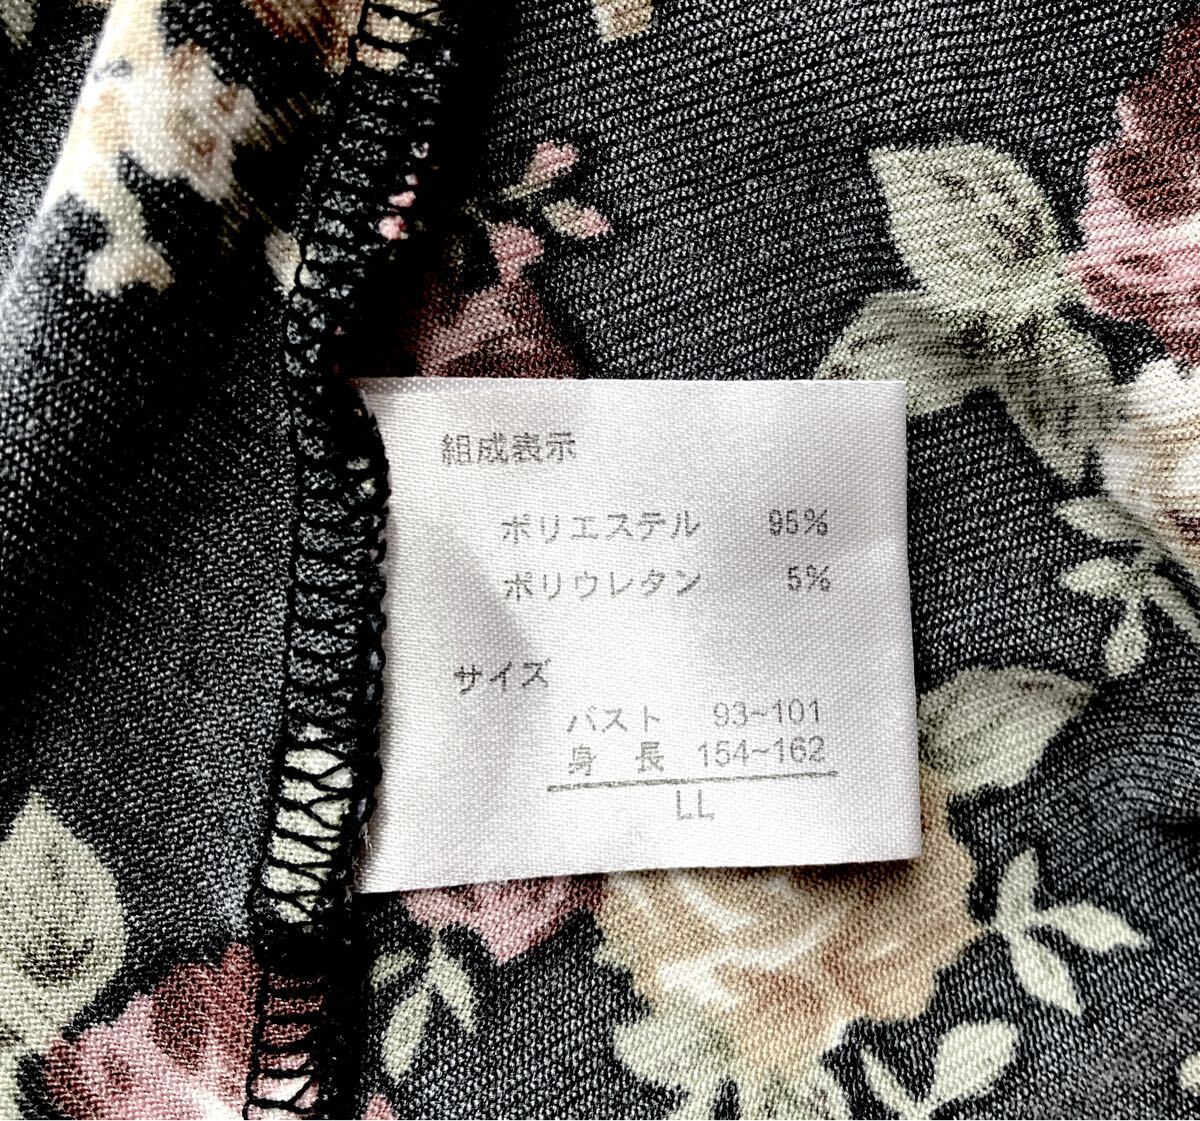 組成表示
ポリエステル 95%
ポリウレタン 5%
サイズ
バスト 93~101
身長 154~162
LL